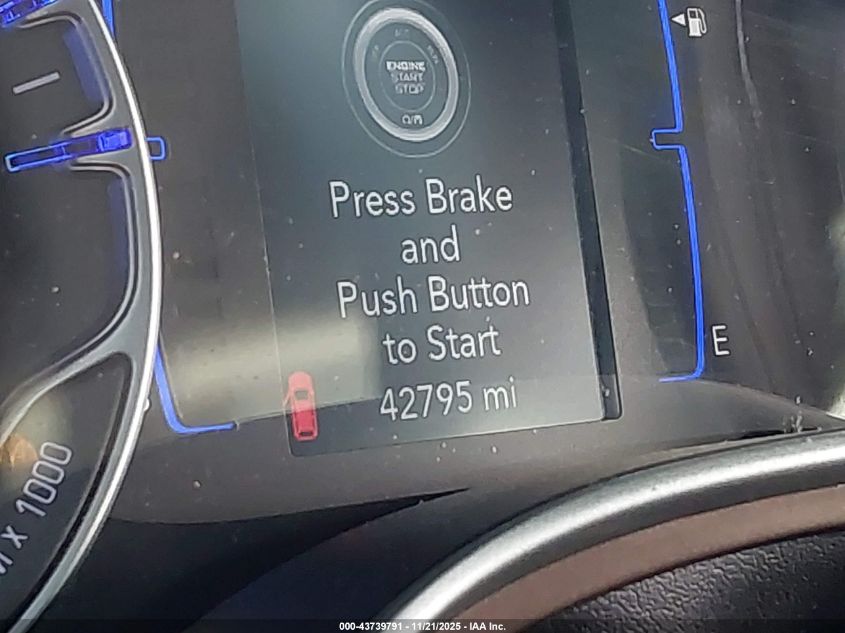 ENGINE
START
STOP
Press Brake
and
Push Button
to Start
42795 mi
E
x 1000
000-43739791 - 11/21/2025 - IAA Inc.